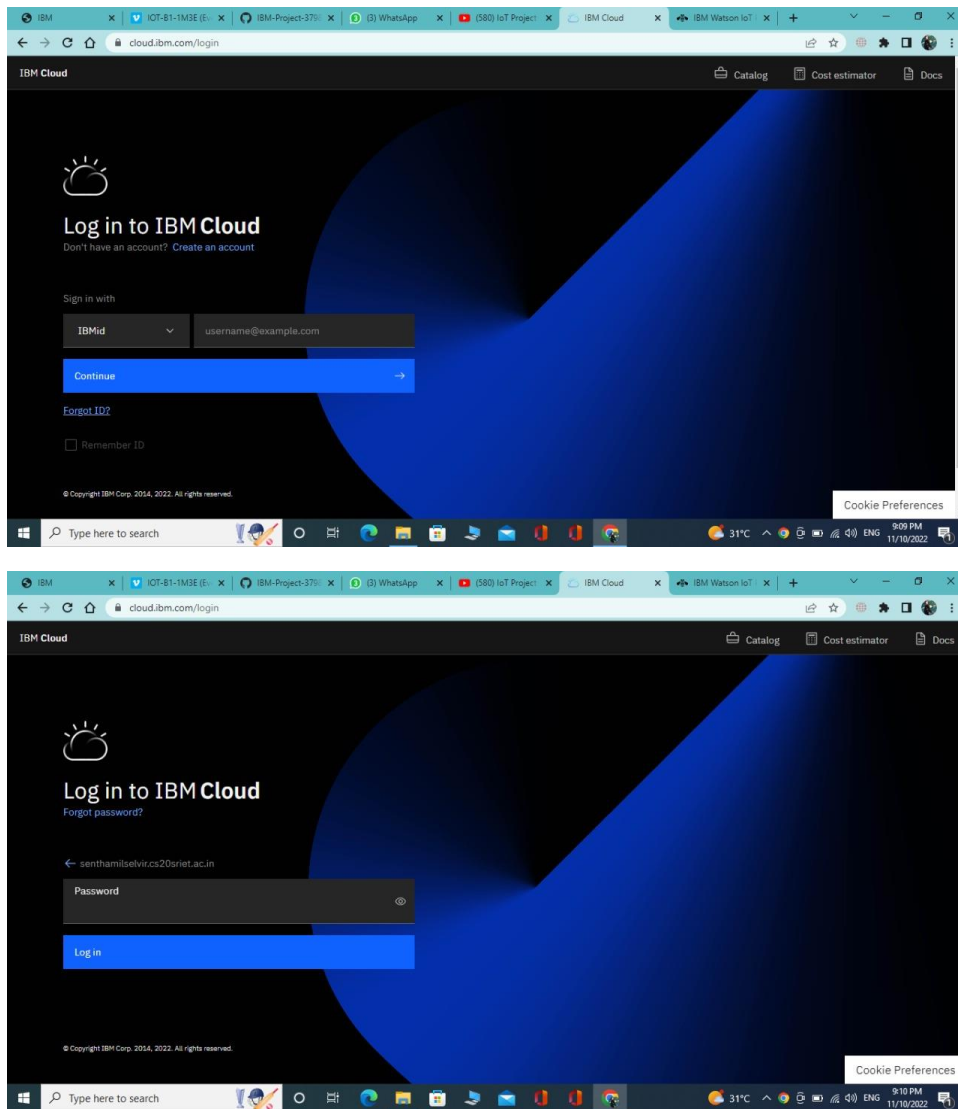 IBM IOT-B1-1M3E (Ev IBM-Project-379 (3) WhatsApp (580) IoT Project IBM Cloud IBM Watson IoT
cloud.ibm.com/login
IBM Cloud Catalog Cost estimator Docs
Log in to IBM Cloud
Don't have an account? Create an account
Sign in with
IBMid username@example.com
Continue
Forgot ID?
Remember ID
© Copyright IBM Corp. 2014, 2022. All rights reserved.
Cookie Preferences
Type here to search 31°C ENG 9:09 PM
11/10/2022
IBM IOT-B1-1M3E (Ev IBM-Project-379 (3) WhatsApp (580) IoT Project IBM Cloud IBM Watson IoT
cloud.ibm.com/login
IBM Cloud Catalog Cost estimator Docs
Log in to IBM Cloud
Forgot password?
senthamilselvir.cs20sriet.ac.in
Password
Log in
© Copyright IBM Corp. 2014, 2022. All rights reserved.
Cookie Preferences
Type here to search 31°C ENG 9:10 PM
11/10/2022